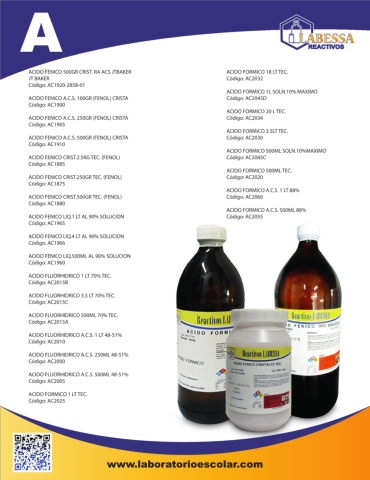 A
LABESSA
REACTIVOS
ACIDO FENICO 500GR CRIST. RA ACS JTBAKER
JT BAKER
Código: AC1920-2858-01
ACIDO FENICO A.C.S. 100GR (FENOL) CRISTA
Código: AC1900
ACIDO FENICO A.C.S. 250GR (FENOL) CRISTA
Código: AC1905
ACIDO FENICO A.C.S. 500GR (FENOL) CRISTA
Código: AC1910
ACIDO FENICO CRIST.2.5KG TEC. (FENOL)
Código: AC1885
ACIDO FENICO CRIST.250GR TEC. (FENOL)
Código: AC1875
ACIDO FENICO CRIST.500GR TEC. (FENOL)
Código: AC1880
ACIDO FENICO LIQ.1 LT AL 90% SOLUCION
Código: AC1965
ACIDO FENICO LIQ.4 LT AL 90% SOLUCION
Código: AC1966
ACIDO FENICO LIQ.500ML AL 90% SOLUCION
Código: AC1960
ACIDO FLUORHIDRICO 1 LT 70% TEC.
Código: AC2015B
ACIDO FLUORHIDRICO 3.5 LT 70% TEC.
Código: AC2015C
ACIDO FLUORHIDRICO 500ML 70% TEC.
Código: AC2015A
ACIDO FLUORHIDRICO A.C.S. 1 LT 48-51%
Código: AC2010
ACIDO FLUORHIDRICO A.C.S. 250ML 48-51%
Código: AC2000
ACIDO FLUORHIDRICO A.C.S. 500ML 48-51%
Código: AC2005
ACIDO FORMICO 1 LT TEC.
Código: AC2025
ACIDO FORMICO 18 LT TEC.
Código: AC2032
ACIDO FORMICO 1L SOLN.10% MAXIMO
Código: AC2045D
ACIDO FORMICO 20 L TEC.
Código: AC2034
ACIDO FORMICO 3.5LT TEC.
Código: AC2030
ACIDO FORMICO 500ML SOLN.10%MAXIMO
Código: AC2045C
ACIDO FORMICO 500ML TEC.
Código: AC2020
ACIDO FORMICO A.C.S. 1 LT 88%
Código: AC2060
ACIDO FORMICO A.C.S. 500ML 88%
Código: AC2055
Reactivos LABESSA
ACIDO FORMI
Reactivos LABESSA
ACIDO FENICO CRISTALES TEC.
www.laboratorioescolar.com